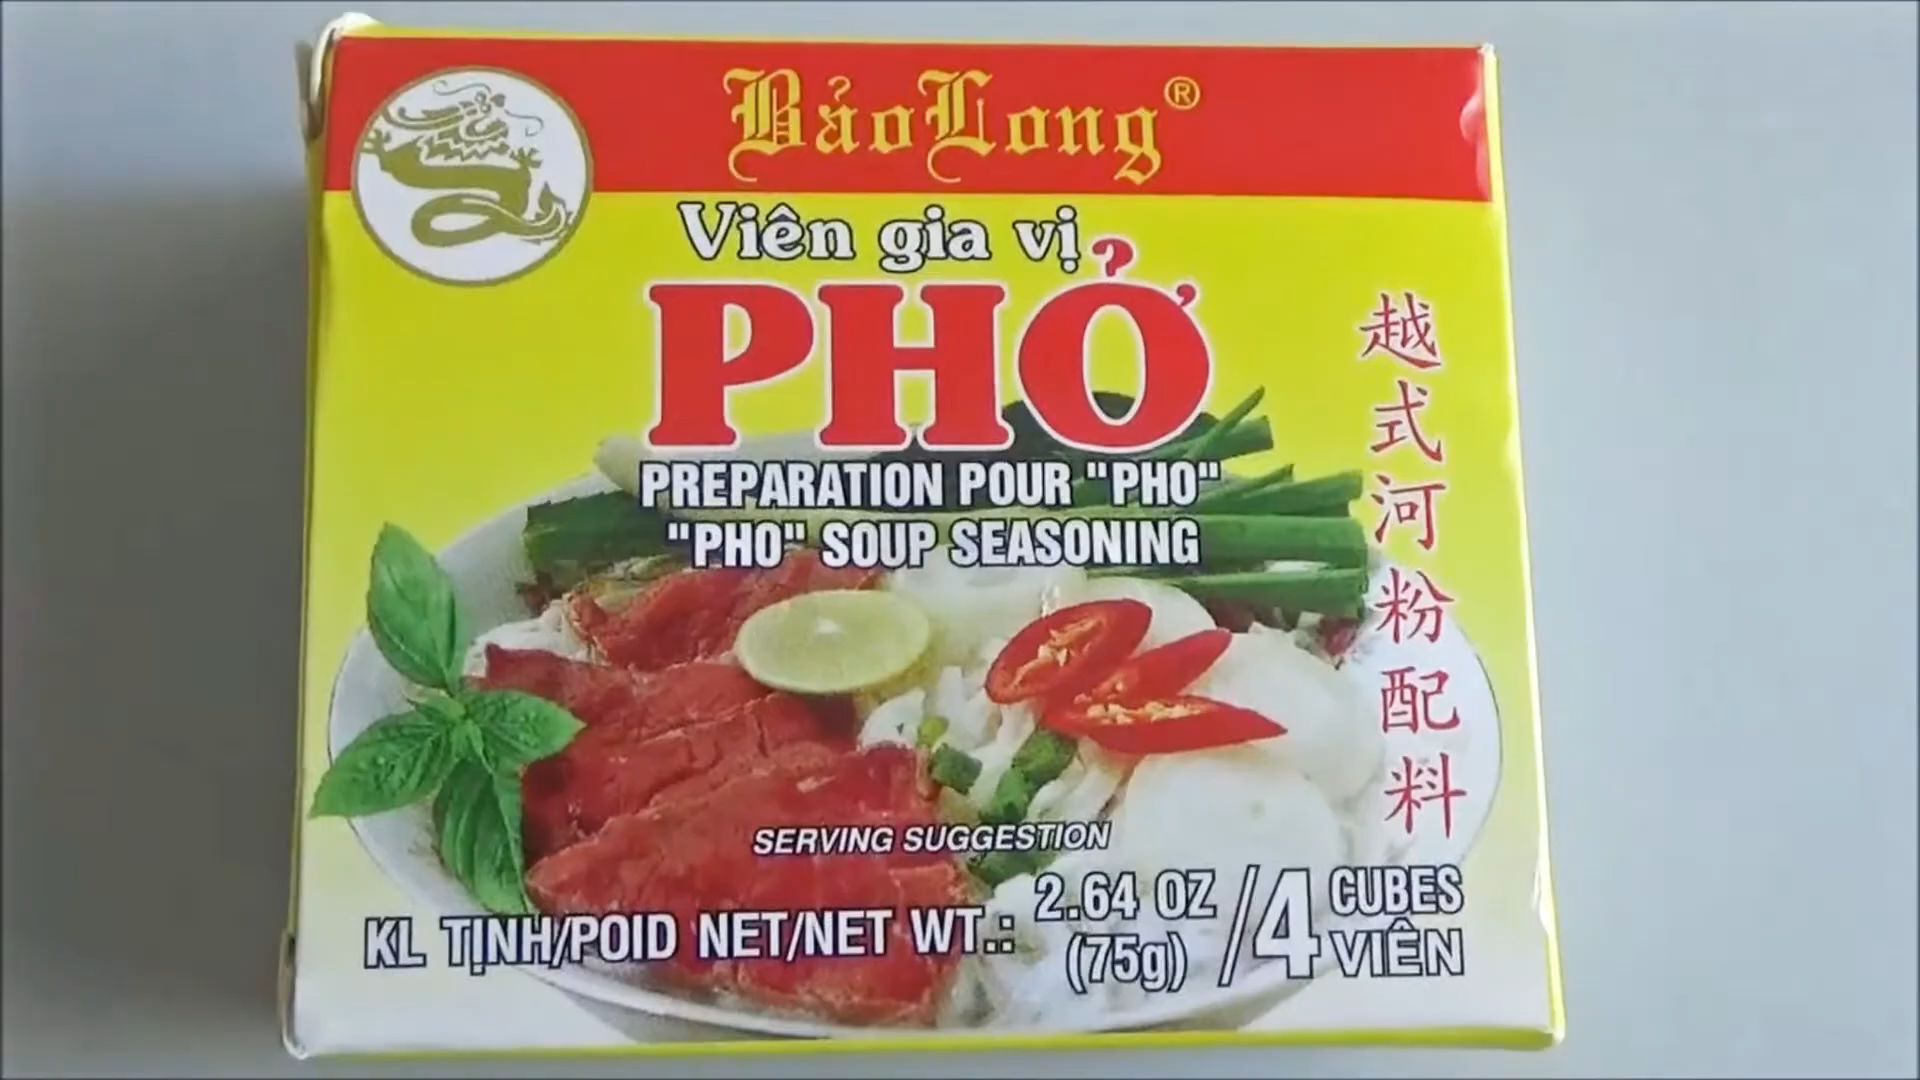 BảoLong®
Viên gia vị
PHỞ
PREPARATION POUR "PHO"
"PHO" SOUP SEASONING
越式河粉配料
SERVING SUGGESTION
KL TỊNH/POID NET/NET WT.: 2.64 OZ (75g) /4 CUBES VIÊN